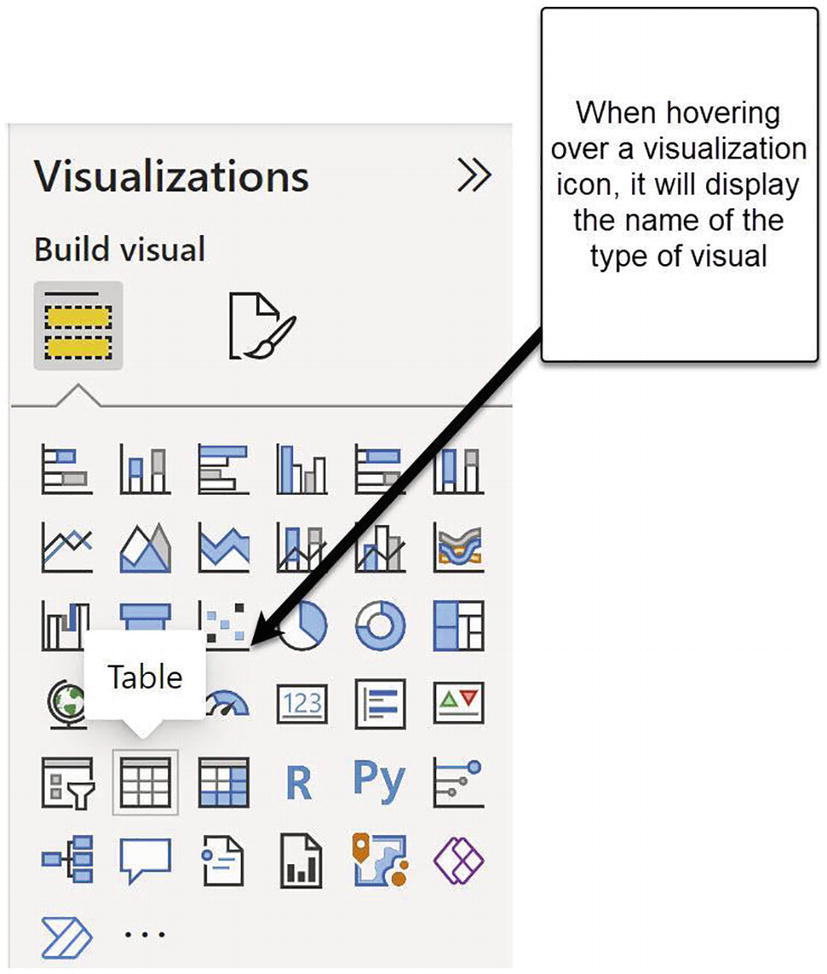 When hovering
over a visualization
icon, it will display
the name of the
type of visual
Visualizations
Build visual
Table
123
R
Py